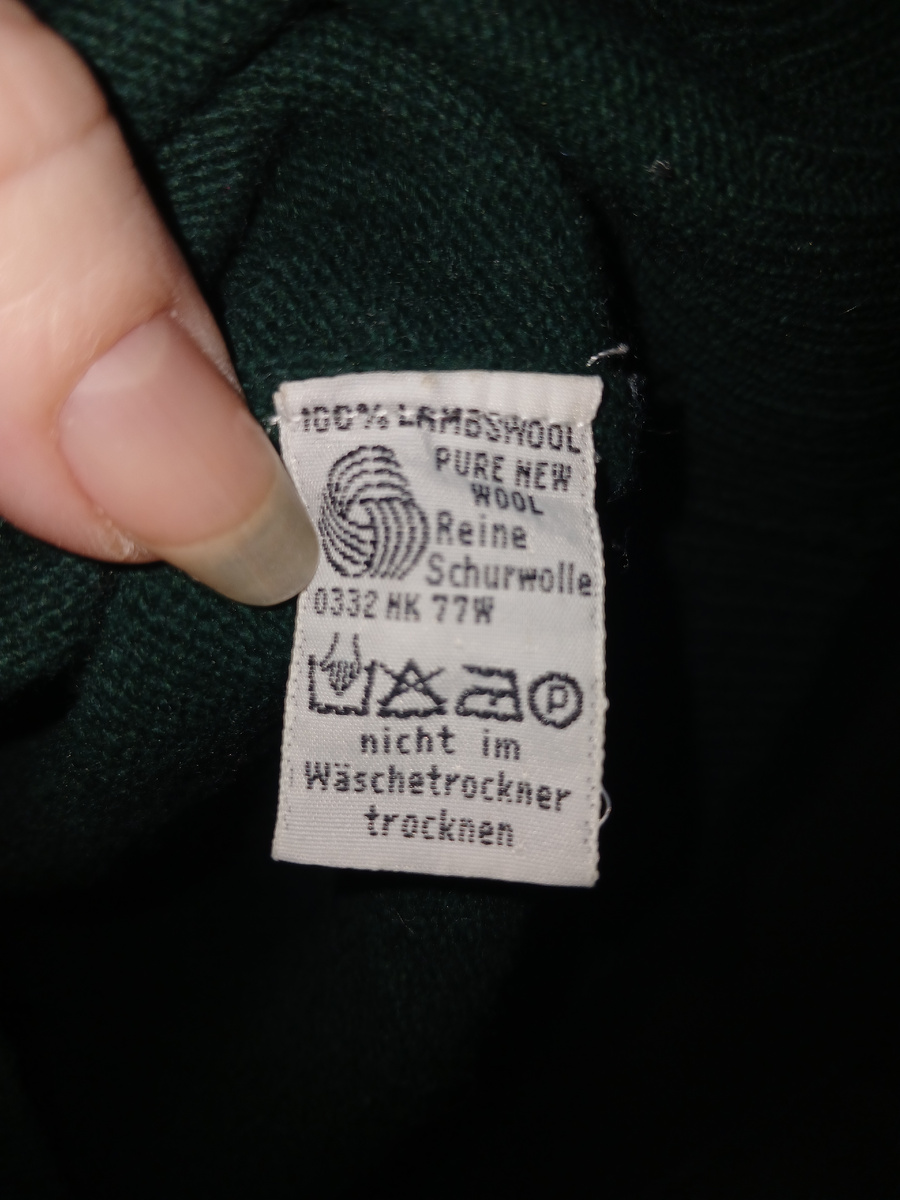 100% LAMBSWOOL
PURE NEW
WOOL
Reine
Schurwolle
0332 HK 77W
P
nicht im
Wäschetrockner
trocknen